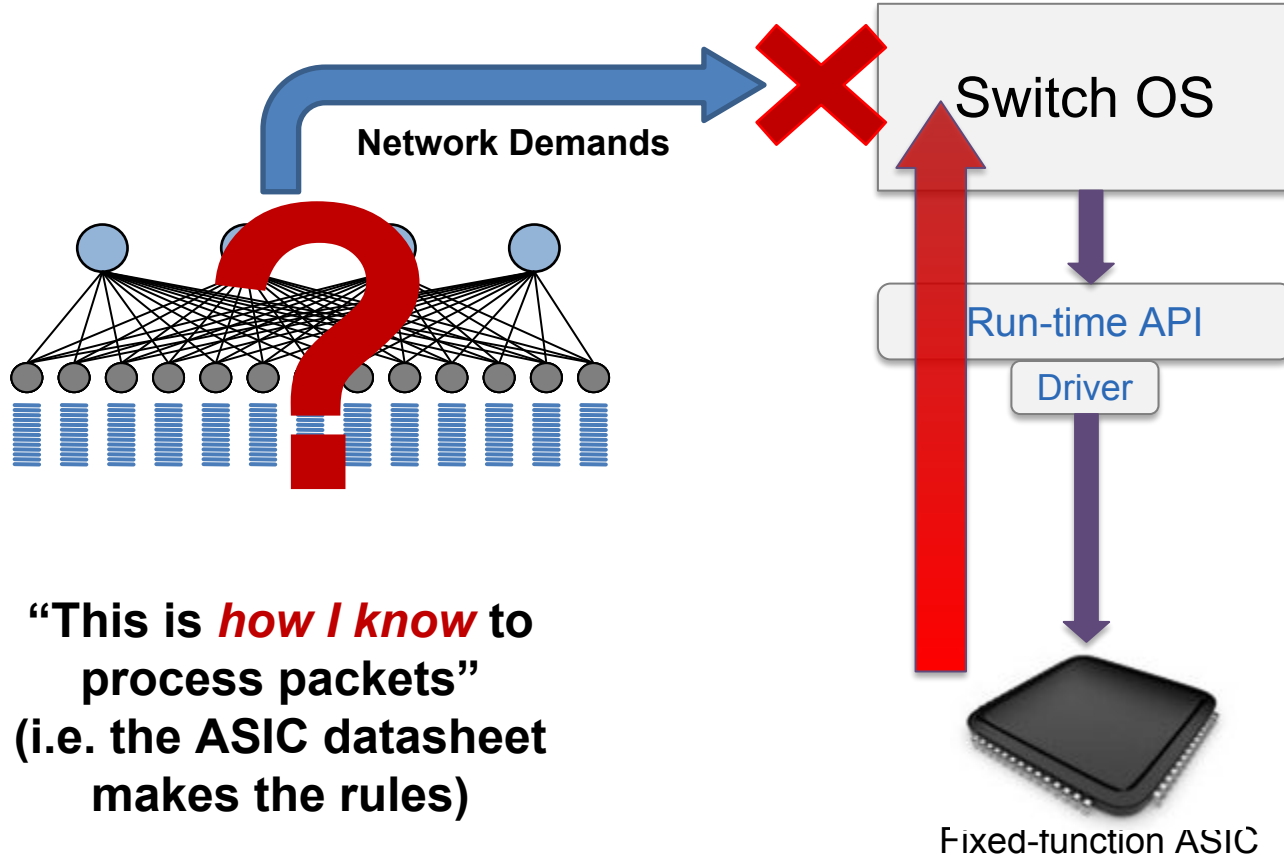 Switch OS
Network Demands
?
Run-time API
Driver
“This is how I know to
process packets”
(i.e. the ASIC datasheet
makes the rules)
Fixed-function ASIC